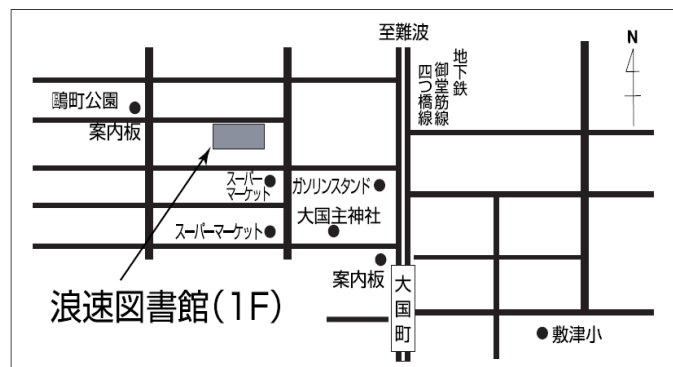 至難波
地下鉄
御堂筋線
四つ橋線
N
鷗町公園
案内板
スーパー
マーケット
ガソリンスタンド
大国主神社
スーパーマーケット
案内板
浪速図書館(1F)
大国町
敷津小